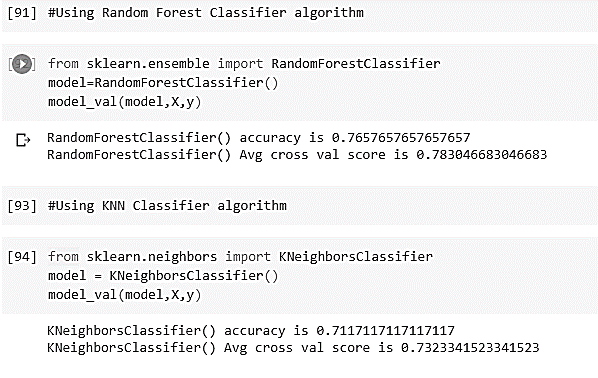 [91] #Using Random Forest Classifier algorithm
from sklearn.ensemble import RandomForestClassifier
model=RandomForestClassifier()
model_val(model,X,y)
RandomForestClassifier() accuracy is 0.7657657657657657
RandomForestClassifier() Avg cross val score is 0.783046683046683
[93] #Using KNN Classifier algorithm
[94] from sklearn.neighbors import KNeighborsClassifier
model = KNeighborsClassifier()
model_val(model,X,y)
KNeighborsClassifier() accuracy is 0.7117117117117117
KNeighborsClassifier() Avg cross val score is 0.7323341523341523